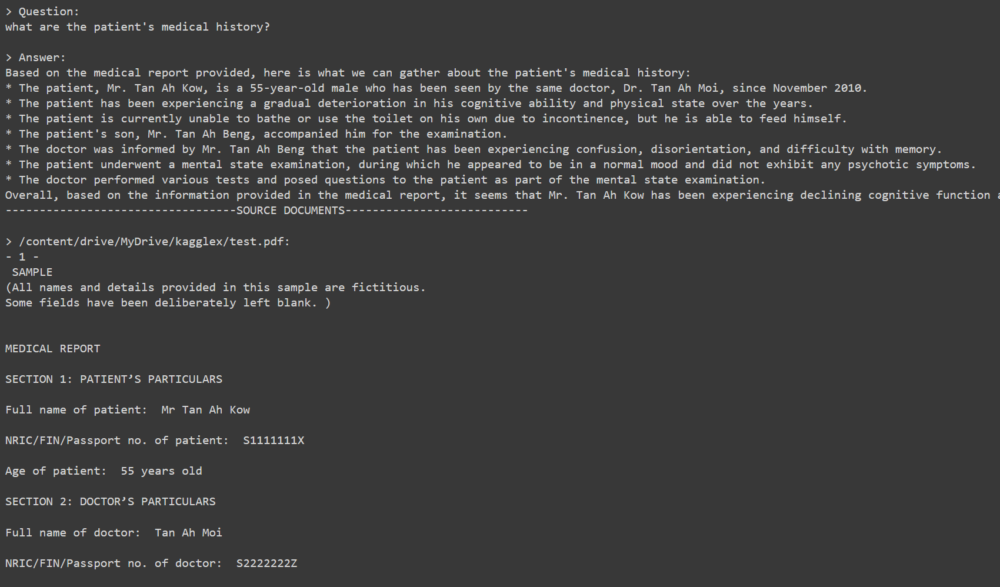 > Question:
what are the patient's medical history?
> Answer:
Based on the medical report provided, here is what we can gather about the patient's medical history:
* The patient, Mr. Tan Ah Kow, is a 55-year-old male who has been seen by the same doctor, Dr. Tan Ah Moi, since November 2010.
* The patient has been experiencing a gradual deterioration in his cognitive ability and physical state over the years.
* The patient is currently unable to bathe or use the toilet on his own due to incontinence, but he is able to feed himself.
* The patient's son, Mr. Tan Ah Beng, accompanied him for the examination.
* The doctor was informed by Mr. Tan Ah Beng that the patient has been experiencing confusion, disorientation, and difficulty with memory.
* The patient underwent a mental state examination, during which he appeared to be in a normal mood and did not exhibit any psychotic symptoms.
* The doctor performed various tests and posed questions to the patient as part of the mental state examination.
Overall, based on the information provided in the medical report, it seems that Mr. Tan Ah Kow has been experiencing declining cognitive function
----------------------------------SOURCE DOCUMENTS---------------------------
> /content/drive/MyDrive/kagglex/test.pdf:
- 1 -
SAMPLE
(All names and details provided in this sample are fictitious.
Some fields have been deliberately left blank. )
MEDICAL REPORT
SECTION 1: PATIENT’S PARTICULARS
Full name of patient:  Mr Tan Ah Kow
NRIC/FIN/Passport no. of patient:  S1111111X
Age of patient:  55 years old
SECTION 2: DOCTOR’S PARTICULARS
Full name of doctor:  Tan Ah Moi
NRIC/FIN/Passport no. of doctor:  S2222222Z